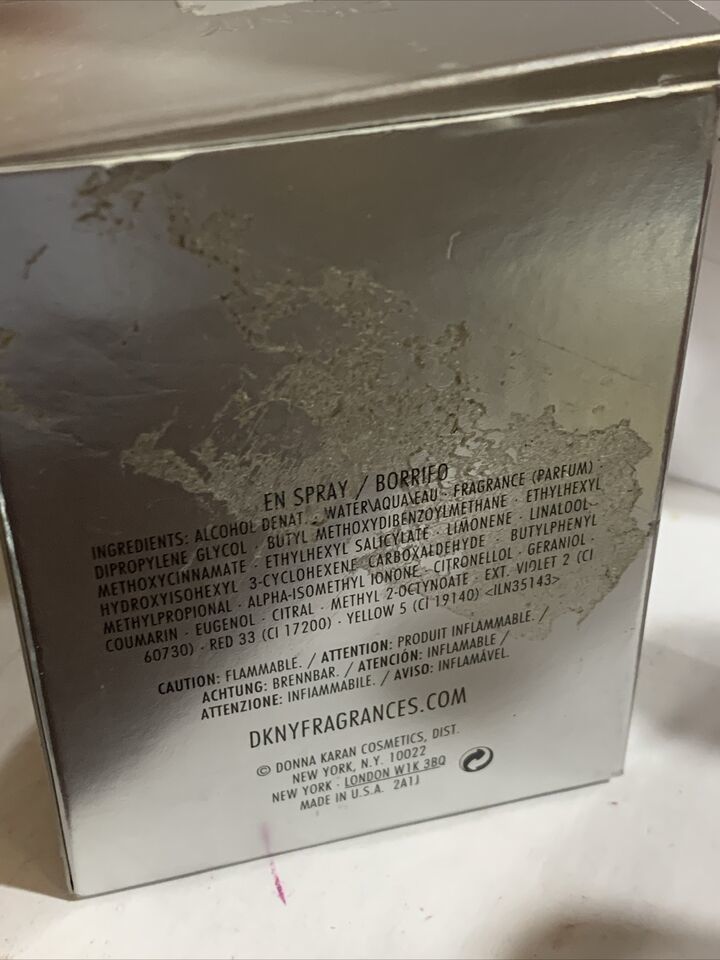 EN SPRAY / BORRIFO
INGREDIENTS: ALCOHOL DENAT. · WATER\AQUA\EAU · FRAGRANCE (PARFUM) ·
DIPROPYLENE GLYCOL · BUTYL METHOXYDIBENZOYLMETHANE · ETHYLHEXYL
METHOXYCINNAMATE · ETHYLHEXYL SALICYLATE · LIMONENE · LINALOOL ·
HYDROXYISOHEXYL 3-CYCLOHEXENE CARBOXALDEHYDE · BUTYLPHENYL
METHYLPROPIONAL · ALPHA-ISOMETHYL IONONE · CITRONELLOL · GERANIOL ·
COUMARIN · EUGENOL · CITRAL · METHYL 2-OCTYNOATE · EXT. VIOLET 2 (CI
60730) · RED 33 (CI 17200) · YELLOW 5 (CI 19140) <ILN35143>
CAUTION: FLAMMABLE. / ATTENTION: PRODUIT INFLAMMABLE. /
ACHTUNG: BRENNBAR. / ATENCIÓN: INFLAMABLE /
ATTENZIONE: INFIAMMABILE. / AVISO: INFLAMÁVEL.
DKNYFRAGRANCES.COM
© DONNA KARAN COSMETICS, DIST.
NEW YORK, N.Y. 10022
NEW YORK · LONDON W1K 3BQ
MADE IN U.S.A. 2A1J